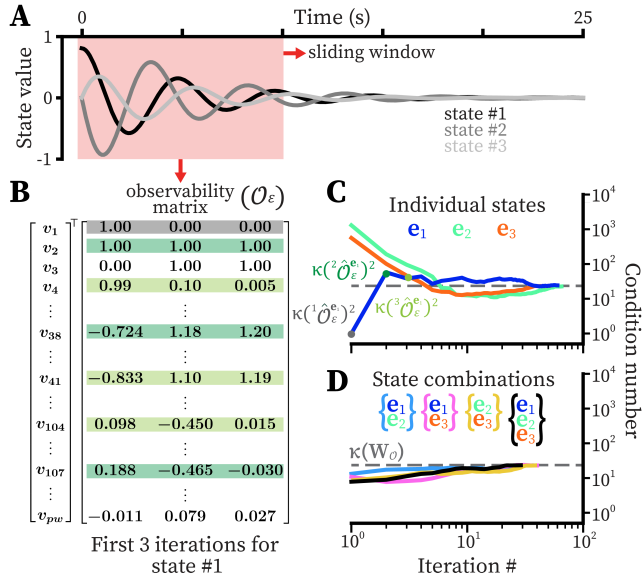 A
0 Time (s) 25
State value
1
0
-1
sliding window
state #1
state #2
state #3
B
observability
matrix
(𝒪ε)
⊤
v1 1.00 0.00 0.00
v2 1.00 1.00 1.00
v3 0.00 1.00 1.00
v4 0.99 0.10 0.005
⋮ ⋮
v38 −0.724 1.18 1.20
⋮ ⋮
v41 −0.833 1.10 1.19
⋮ ⋮
v104 0.098 −0.450 0.015
⋮ ⋮
v107 0.188 −0.465 −0.030
⋮ ⋮
vpw −0.011 0.079 0.027
First 3 iterations for
state #1
C
Individual states
e1 e2 e3
κ(²𝒪̂ε^e1)²
κ(¹𝒪̂ε^e1)²
κ(³𝒪̂ε^e1)²
10⁴
10³
10²
10¹
10⁰
Condition number
D
State combinations
{e1 e2} {e1 e3} {e2 e3} {e1 e2 e3}
κ(W𝒪)
10⁴
10³
10²
10¹
10⁰
10⁰ 10¹ 10²
Iteration #